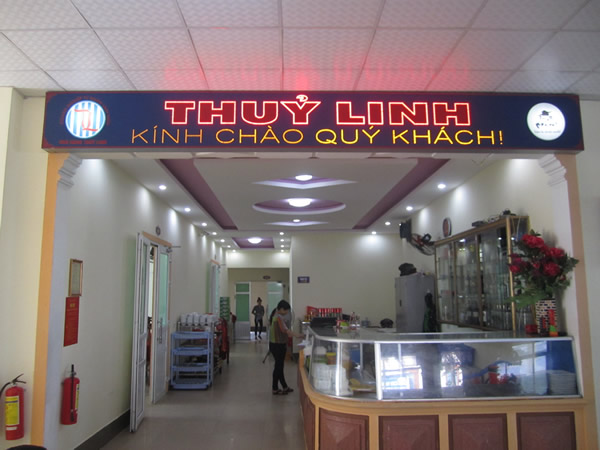 THUỶ LINH
KÍNH CHÀO QUÝ KHÁCH!